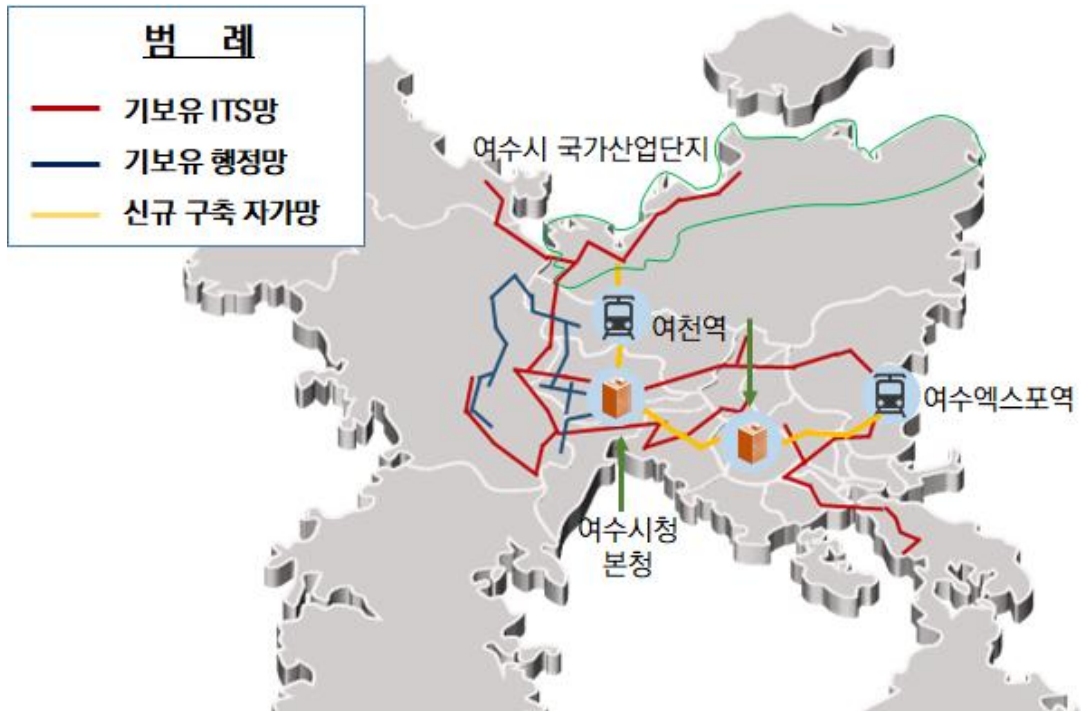 범 례
기보유 ITS망
기보유 행정망
신규 구축 자가망
여수시 국가산업단지
여천역
여수엑스포역
여수시청
본청